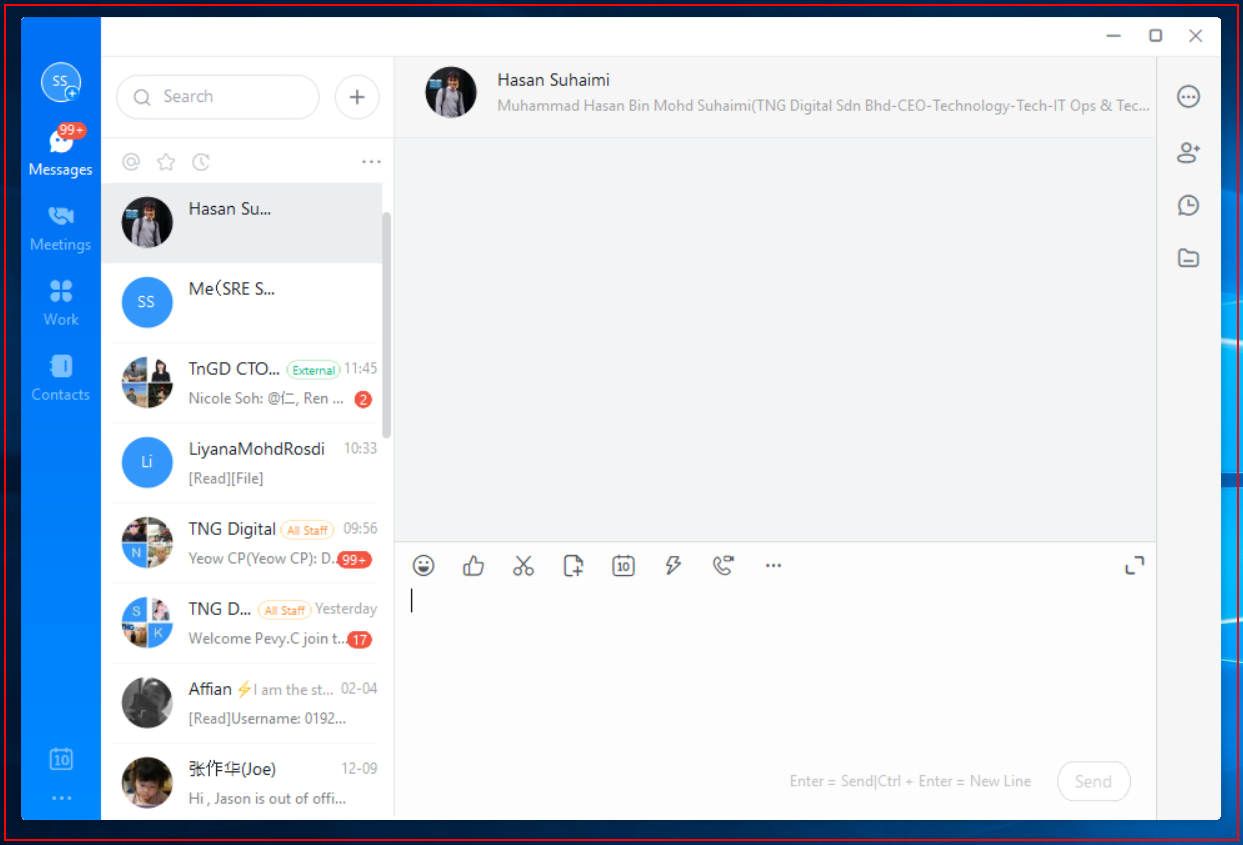 SS
99+
Messages
Meetings
Work
Contacts
10
Search
Hasan Su...
SS
Me(SRE S...
TnGD CTO... External 11:45
Nicole Soh: @仁, Ren ... 2
Li
LiyanaMohdRosdi 10:33
[Read][File]
N
TNG Digital All Staff 09:56
Yeow CP(Yeow CP): D... 99+
S
K
TNG D... All Staff Yesterday
Welcome Pevy.C join t... 17
Affian ⚡I am the st... 02-04
[Read]Username: 0192...
张作华(Joe) 12-09
Hi , Jason is out of offi...
Hasan Suhaimi
Muhammad Hasan Bin Mohd Suhaimi(TNG Digital Sdn Bhd-CEO-Technology-Tech-IT Ops & Tec...
10
Enter = Send|Ctrl + Enter = New Line
Send